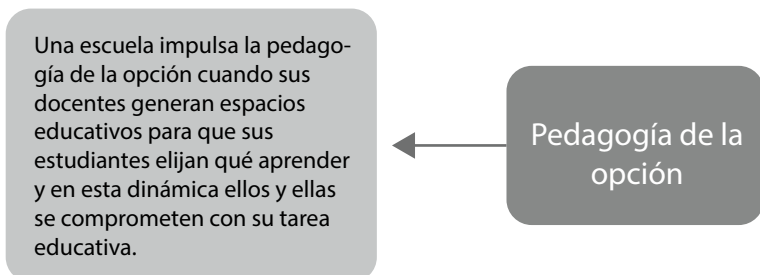 Una escuela impulsa la pedago-
gía de la opción cuando sus
docentes generan espacios
educativos para que sus
estudiantes elijan qué aprender
y en esta dinámica ellos y ellas
se comprometen con su tarea
educativa.
Pedagogía de la
opción